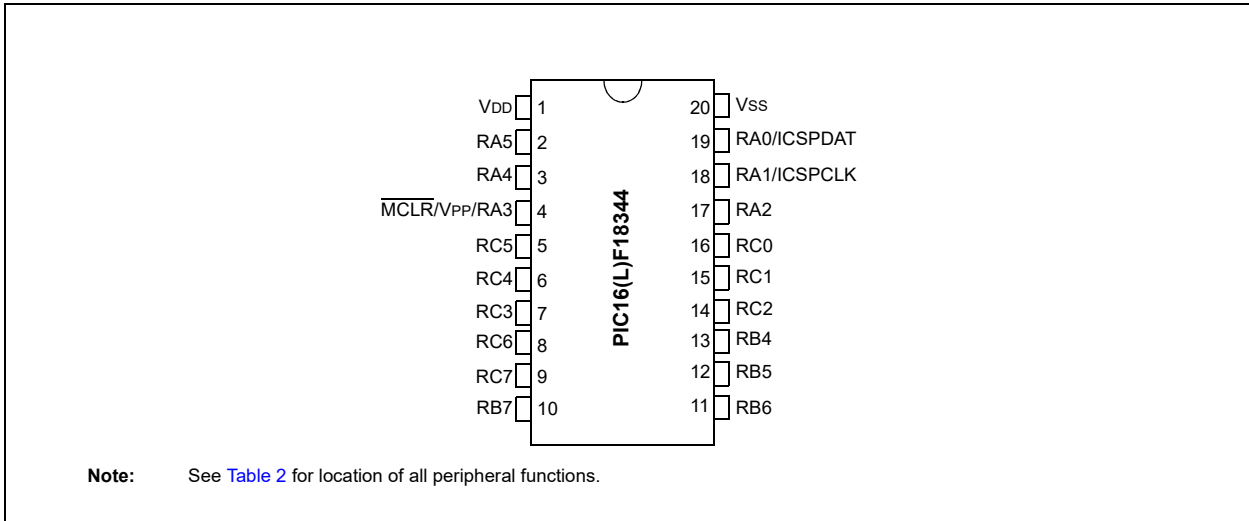 VDD 1 20 VSS
RA5 2 19 RA0/ICSPDAT
RA4 3 18 RA1/ICSPCLK
MCLR/VPP/RA3 4 17 RA2
RC5 5 16 RC0
RC4 6 15 RC1
RC3 7 14 RC2
RC6 8 13 RB4
RC7 9 12 RB5
RB7 10 11 RB6
PIC16(L)F18344
Note: See Table 2 for location of all peripheral functions.